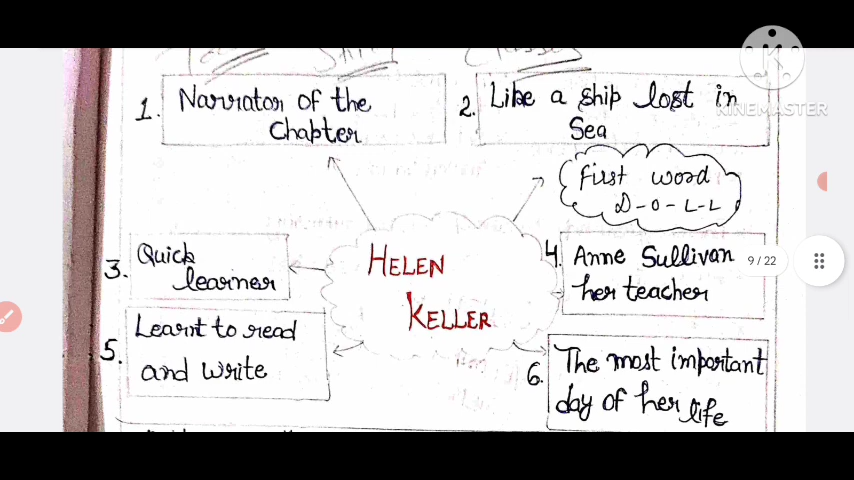 KINEMASTER
1. Narrator of the
Chapter
2. Like a ship lost in
Sea
First word
D-O-L-L
HELEN
KELLER
3. Quick
learner
4. Anne Sullivan
her teacher
9 / 22
5. Learnt to read
and write
6. The most important
day of her life